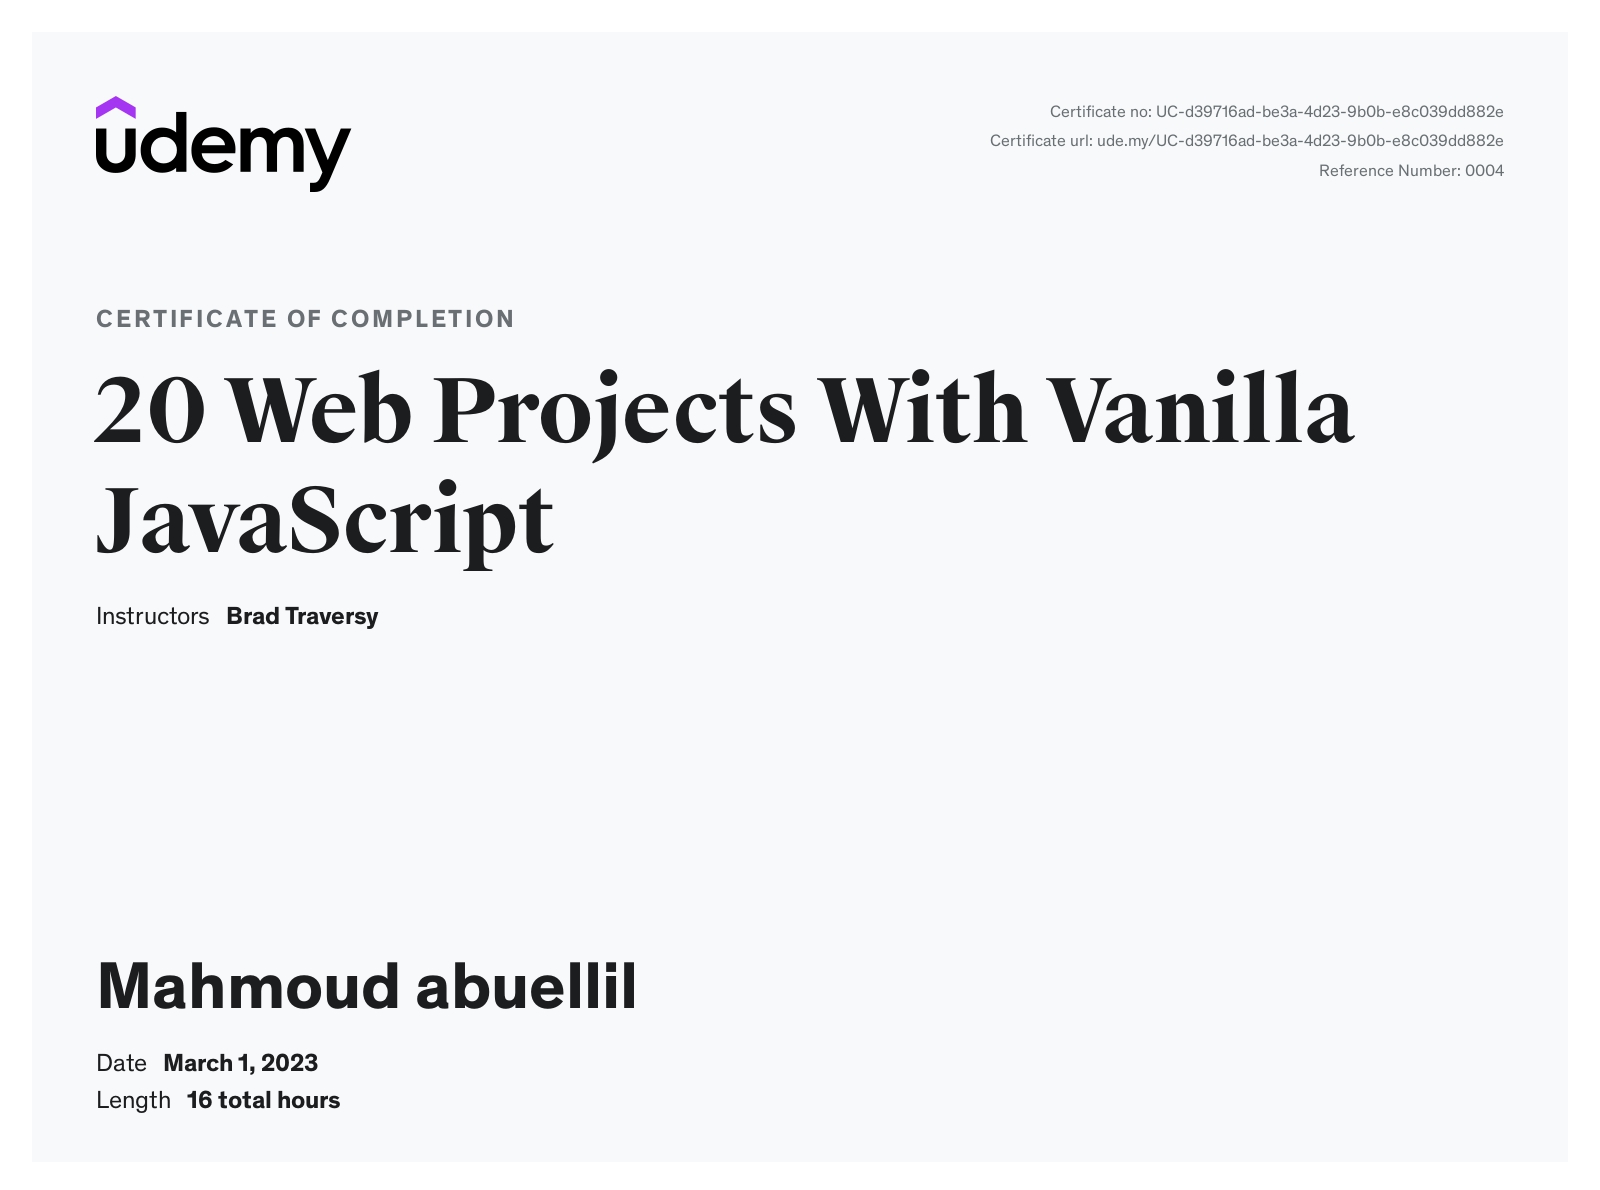 udemy
Certificate no: UC-d39716ad-be3a-4d23-9b0b-e8c039dd882e
Certificate url: ude.my/UC-d39716ad-be3a-4d23-9b0b-e8c039dd882e
Reference Number: 0004
CERTIFICATE OF COMPLETION
20 Web Projects With Vanilla
JavaScript
Instructors Brad Traversy
Mahmoud abuellil
Date March 1, 2023
Length 16 total hours